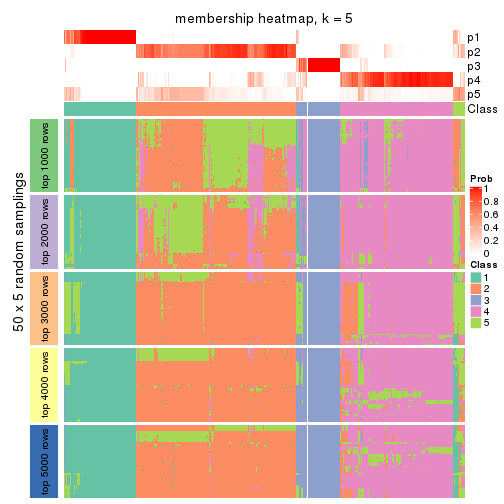 membership heatmap, k = 5
p1
p2
p3
p4
p5
Class
50 x 5 random samplings
top 1000 rows
top 2000 rows
top 3000 rows
top 4000 rows
top 5000 rows
Prob
1
0.8
0.6
0.4
0.2
0
Class
1
2
3
4
5